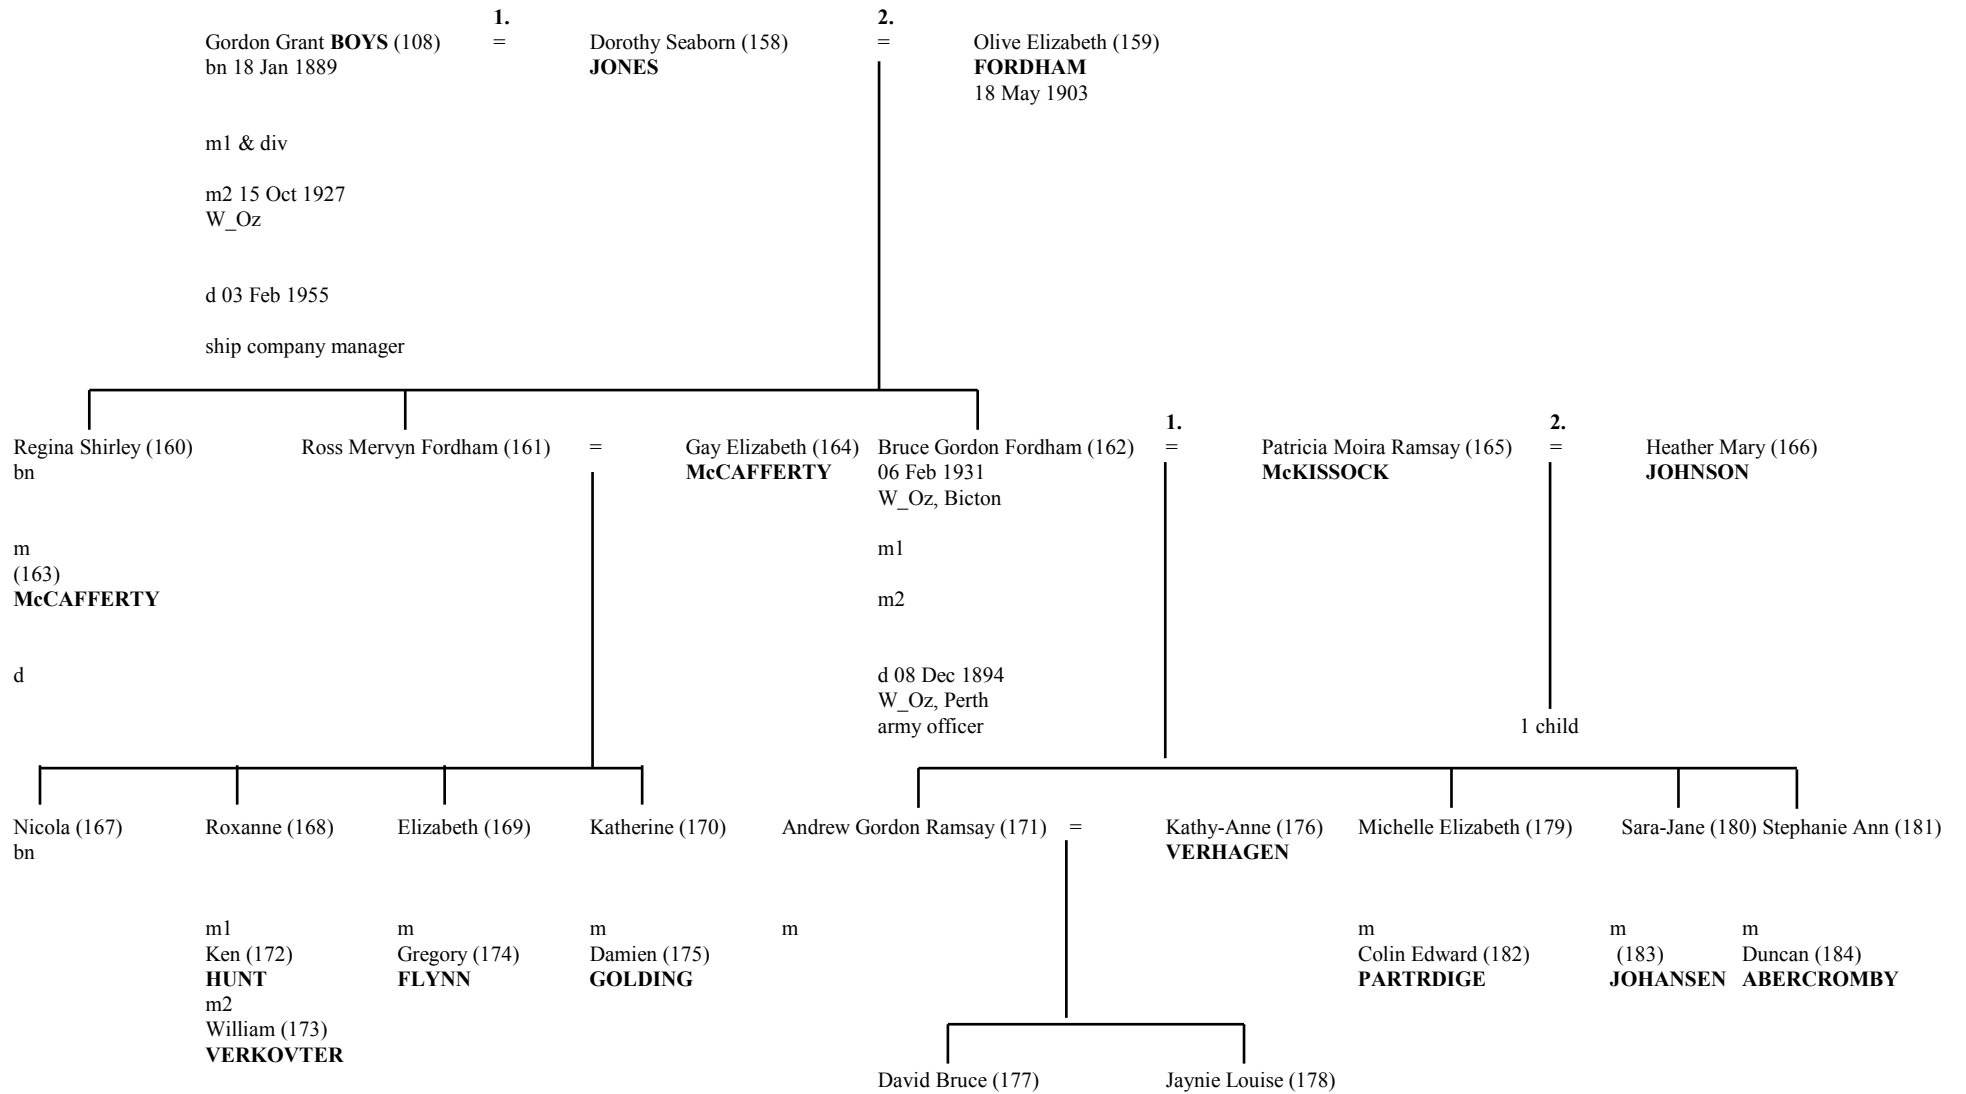 1. 2.
Gordon Grant BOYS (108) = Dorothy Seaborn (158) = Olive Elizabeth (159)
bn 18 Jan 1889 JONES FORDHAM
18 May 1903
m1 & div
m2 15 Oct 1927
W_Oz
d 03 Feb 1955
ship company manager
1. 2.
Regina Shirley (160) Ross Mervyn Fordham (161) = Gay Elizabeth (164) Bruce Gordon Fordham (162) = Patricia Moira Ramsay (165) = Heather Mary (166)
bn McCAFFERTY 06 Feb 1931 McKISSOCK JOHNSON
W_Oz, Bicton
m m1
(163)
McCAFFERTY m2
d d 08 Dec 1894
W_Oz, Perth
army officer 1 child
Nicola (167) Roxanne (168) Elizabeth (169) Katherine (170) Andrew Gordon Ramsay (171) = Kathy-Anne (176) Michelle Elizabeth (179) Sara-Jane (180) Stephanie Ann (181)
bn VERHAGEN
m1 m m m m m m
Ken (172) Gregory (174) Damien (175) Colin Edward (182) (183) Duncan (184)
HUNT FLYNN GOLDING PARTRDIGE JOHANSEN ABERCROMBY
m2
William (173)
VERKOVTER
David Bruce (177) Jaynie Louise (178)